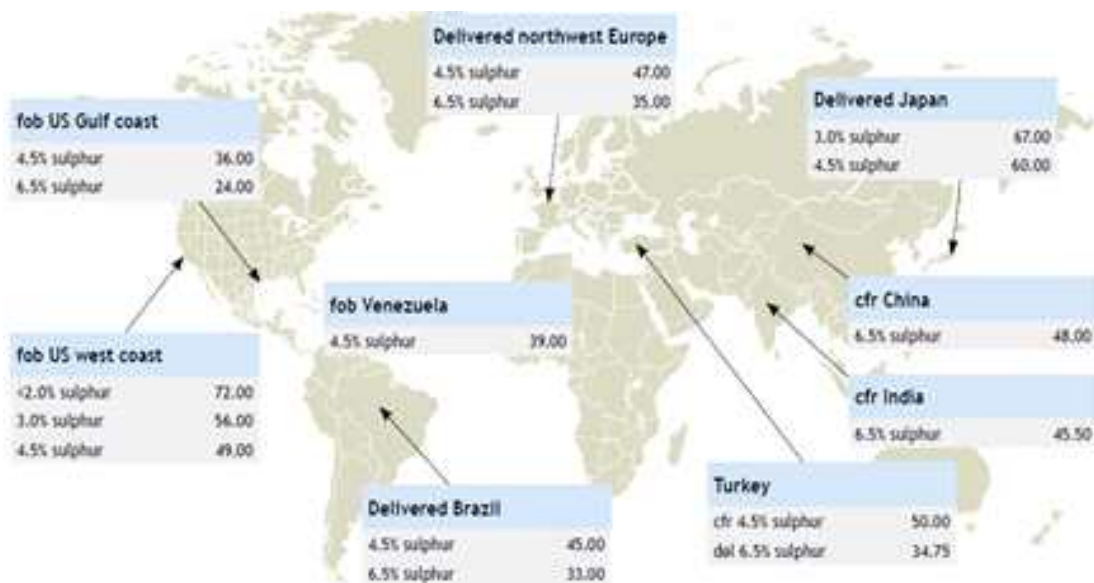 Delivered northwest Europe
4.5% sulphur 47.00
6.5% sulphur 35.00
fob US Gulf coast
4.5% sulphur 36.00
6.5% sulphur 24.00
Delivered Japan
3.0% sulphur 67.00
4.5% sulphur 60.00
fob Venezuela
4.5% sulphur 39.00
cfr China
6.5% sulphur 48.00
fob US west coast
<2.0% sulphur 72.00
3.0% sulphur 56.00
4.5% sulphur 49.00
cfr India
6.5% sulphur 45.50
Delivered Brazil
4.5% sulphur 45.00
6.5% sulphur 33.00
Turkey
cfr 4.5% sulphur 50.00
del 6.5% sulphur 34.75